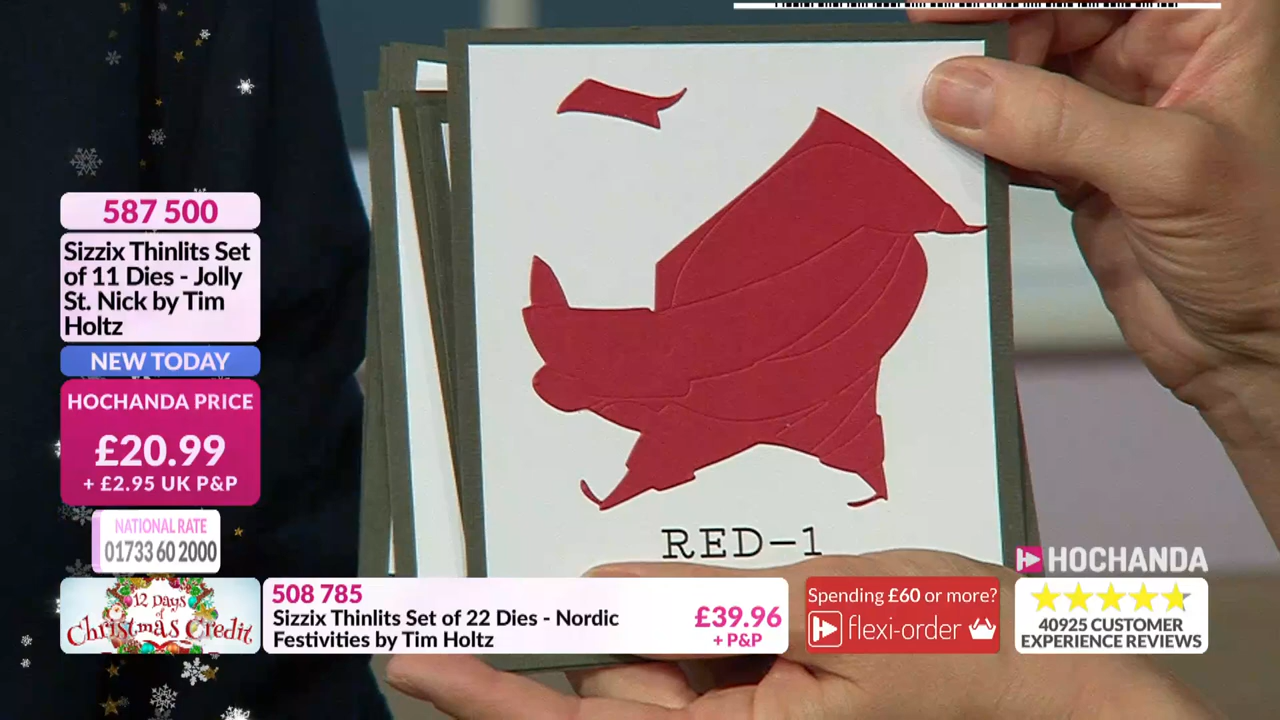 587 500
Sizzix Thinlits Set
of 11 Dies - Jolly
St. Nick by Tim
Holtz
NEW TODAY
HOCHANDA PRICE
£20.99
+ £2.95 UK P&P
NATIONAL RATE
01733 60 2000
RED-1
HOCHANDA
12 Days
of
Christmas Credit
508 785
Sizzix Thinlits Set of 22 Dies - Nordic
Festivities by Tim Holtz
£39.96
+ P&P
Spending £60 or more?
flexi-order
40925 CUSTOMER
EXPERIENCE REVIEWS